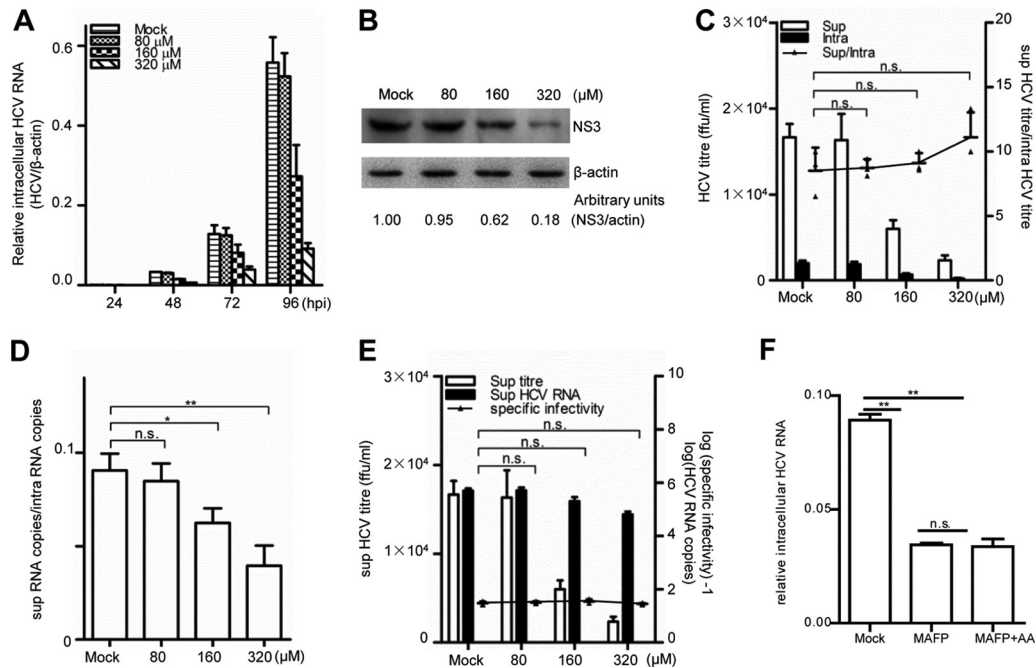 A
Mock
80 μM
160 μM
320 μM
Relative intracellular HCV RNA
(HCV/β-actin)
0.6
0.3
0.0
24 48 72 96 (hpi)
B
Mock 80 160 320 (μM)
NS3
β-actin
Arbitrary units
1.00 0.95 0.62 0.18 (NS3/actin)
C
Sup
Intra
Sup/Intra
n.s.
n.s.
n.s.
HCV titre (ffu/ml)
3×10⁴
2×10⁴
1×10⁴
0
20
15
10
5
0
sup HCV titre/intra HCV
titre
Mock 80 160 320 (μM)
D
**
*
n.s.
sup RNA copies/intra RNA copies
0.1
0
Mock 80 160 320 (μM)
E
Sup titre
Sup HCV RNA
specific infectivity
n.s.
n.s.
n.s.
sup HCV titre (ffu/ml)
3×10⁴
2×10⁴
1×10⁴
0
10
8
6
4
2
0
log (specific infectivity) -1
log(HCV RNA copies)
Mock 80 160 320 (μM)
F
**
**
n.s.
relative intracellular HCV RNA
0.10
0.05
0.00
Mock MAFP MAFP+AA